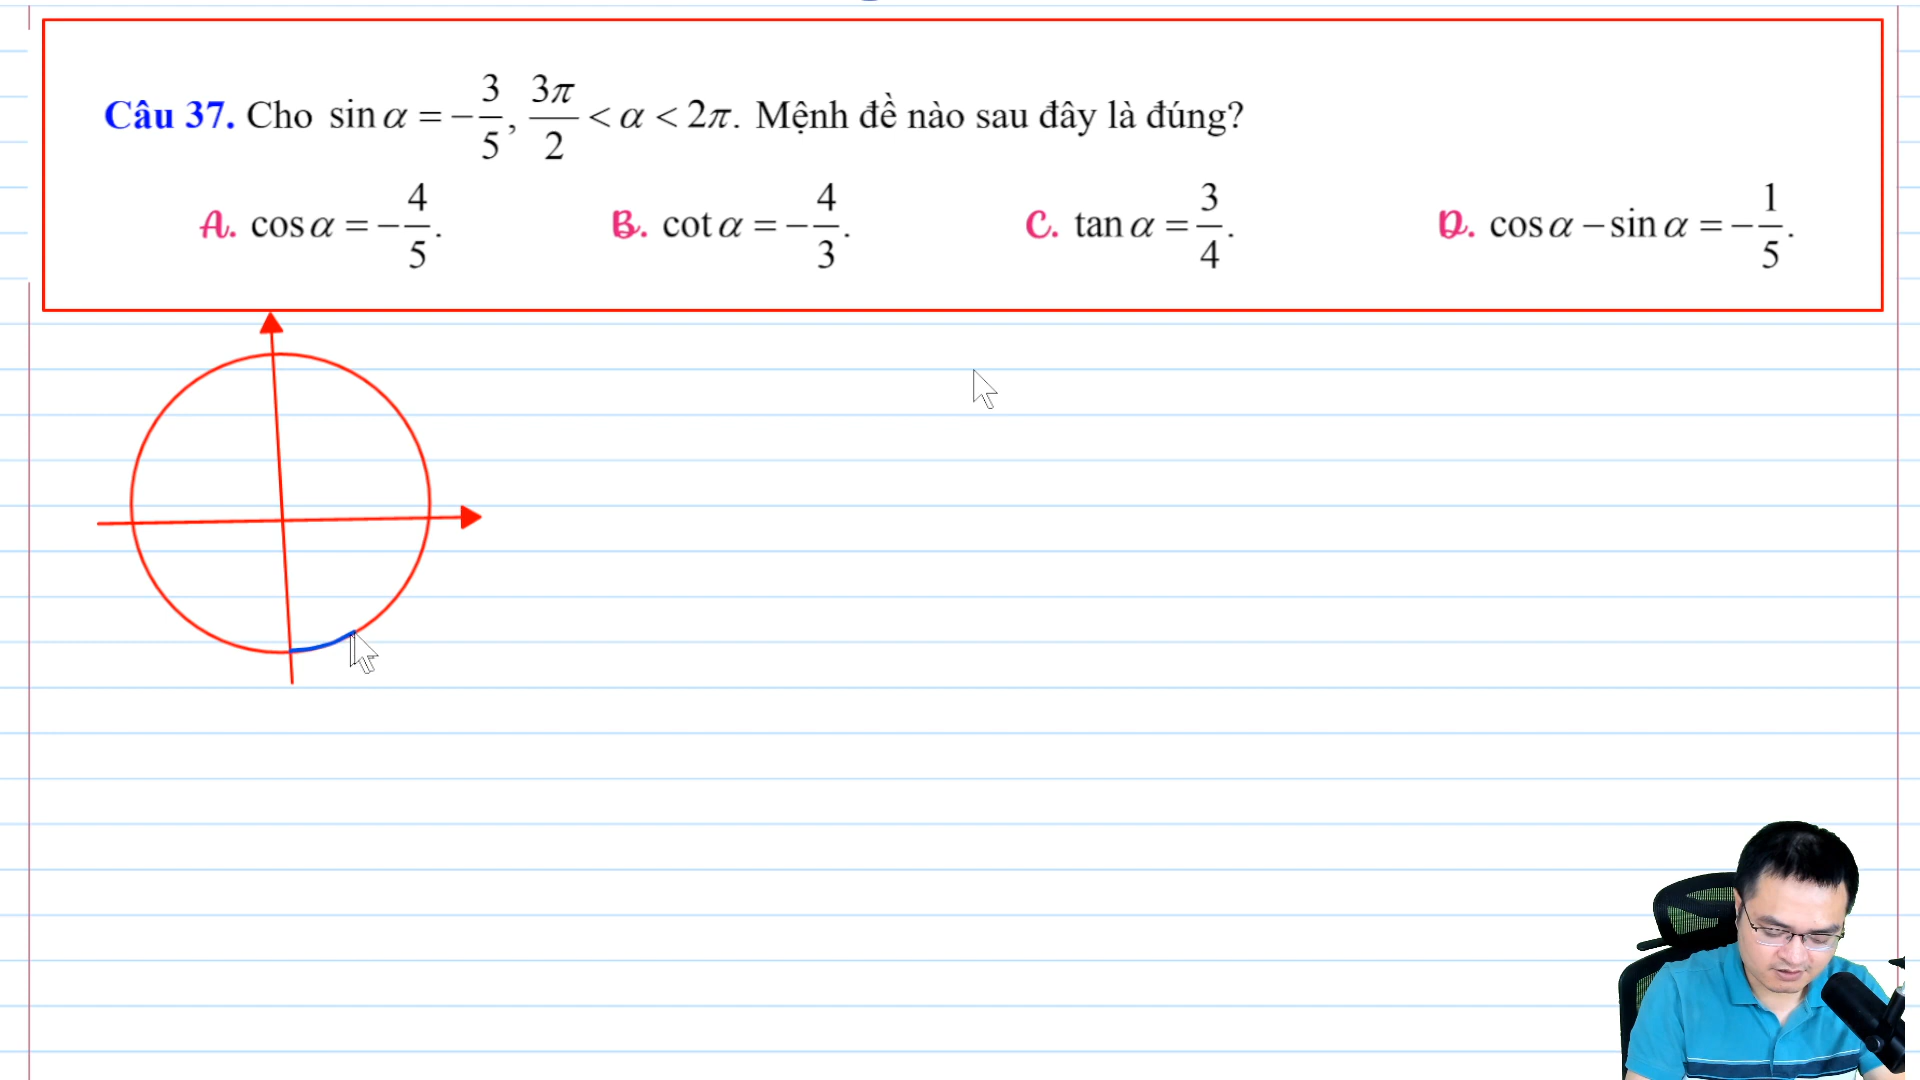 Câu 37. Cho sin α = -3/5, 3π/2 < α < 2π. Mệnh đề nào sau đây là đúng?
A. cos α = -4/5. B. cot α = -4/3. C. tan α = 3/4. D. cos α - sin α = -1/5.